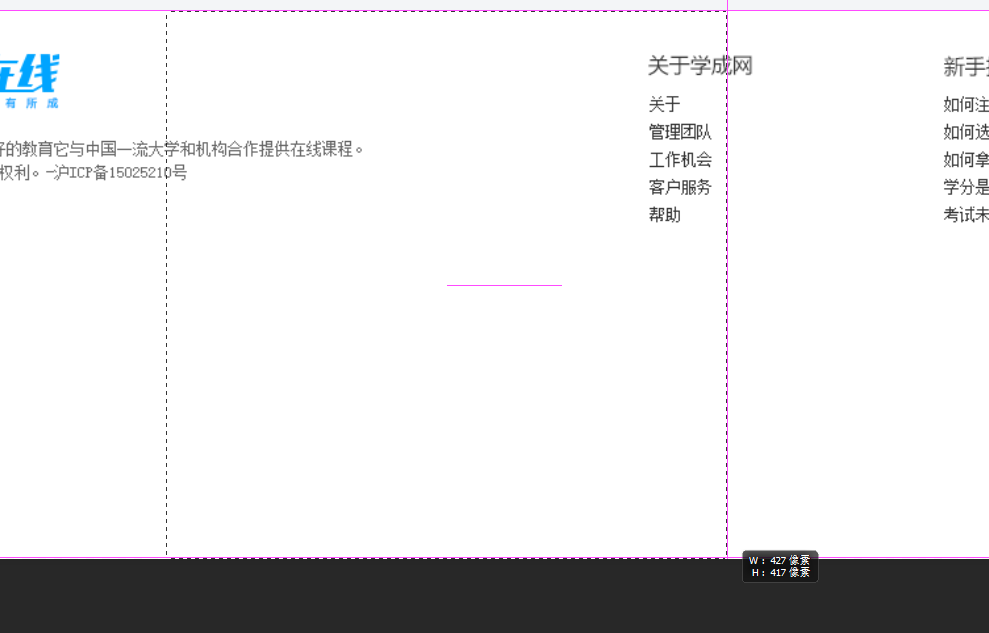 在线
有所成
好的教育它与中国一流大学和机构合作提供在线课程。
权利。-沪ICP备15025210号
关于学成网
关于
管理团队
工作机会
客户服务
帮助
新手指
如何注
如何选
如何拿
学分是
考试未
W: 427 像素
H: 417 像素